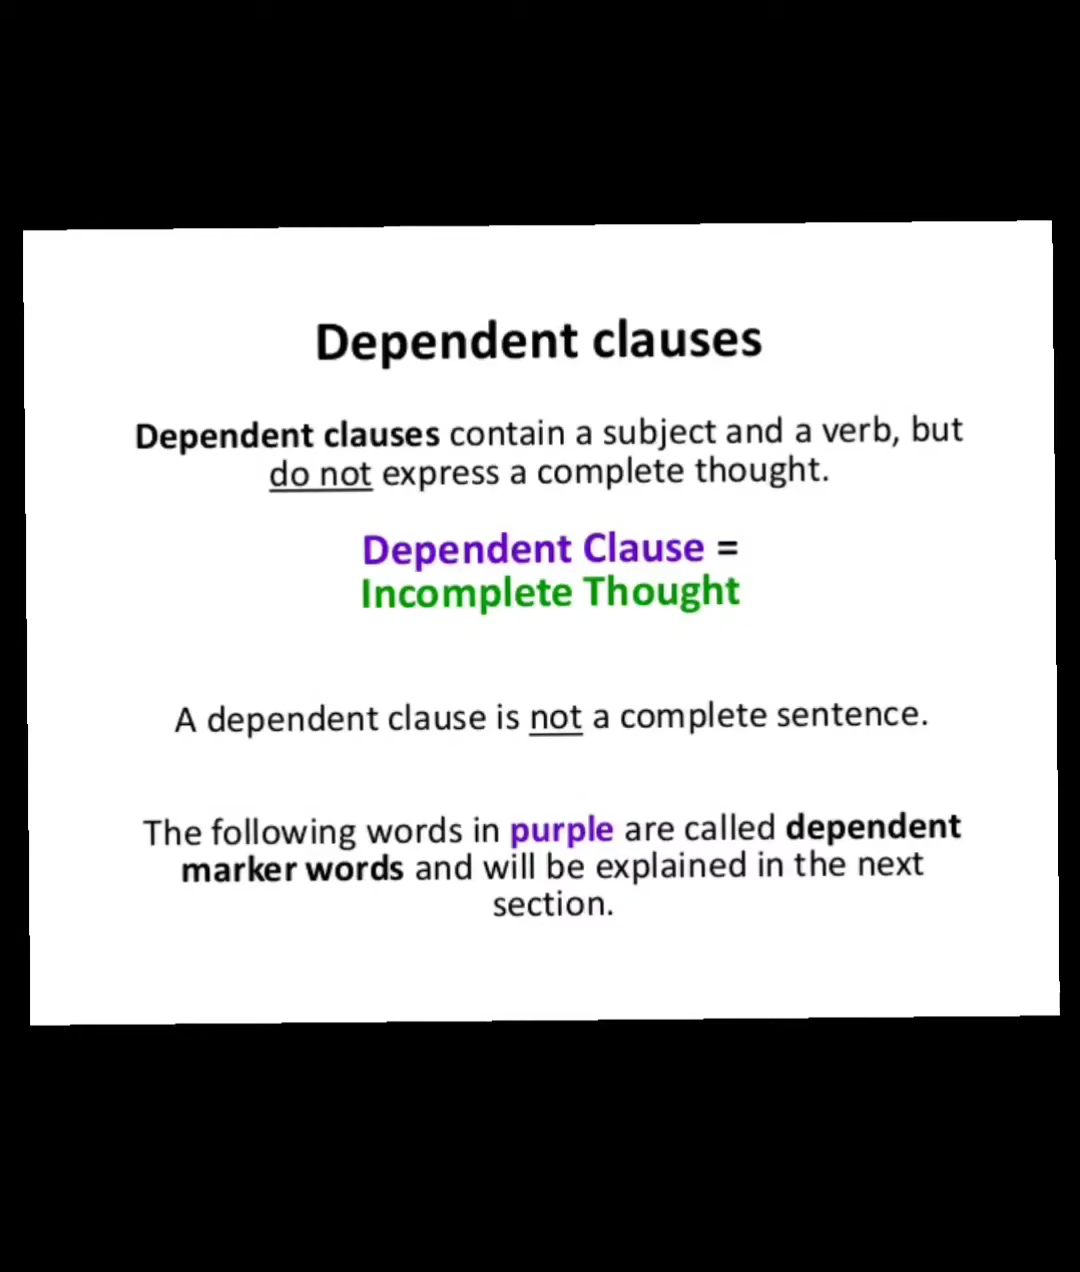 Dependent clauses
Dependent clauses contain a subject and a verb, but
do not express a complete thought.
Dependent Clause =
Incomplete Thought
A dependent clause is not a complete sentence.
The following words in purple are called dependent
marker words and will be explained in the next
section.